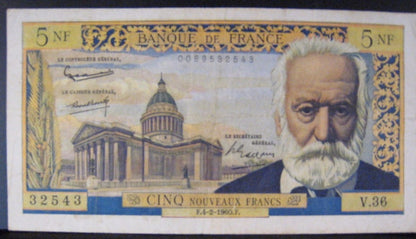 5 NF BANQUE DE FRANCE 5 NF
LE CONTRÔLEUR GÉNÉRAL,
0089532543
LE CAISSIER GÉNÉRAL,
LE SECRÉTAIRE
GÉNÉRAL,
32543 CINQ NOUVEAUX FRANCS V.36
F.4-2-1960.F.